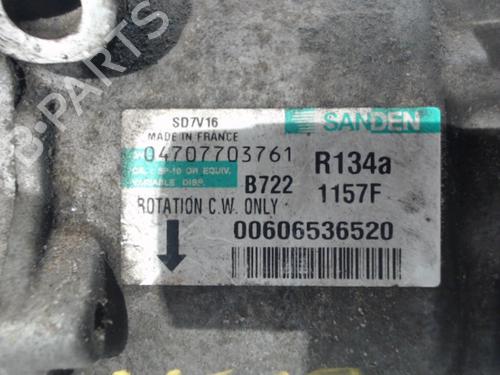 B-PARTS
SD7V16
SANDEN
MADE IN FRANCE
04707703761
R134a
OIL: SP-10 OR EQUIV.
VARIABLE DISP.
B722
1157F
ROTATION C.W. ONLY
00606536520